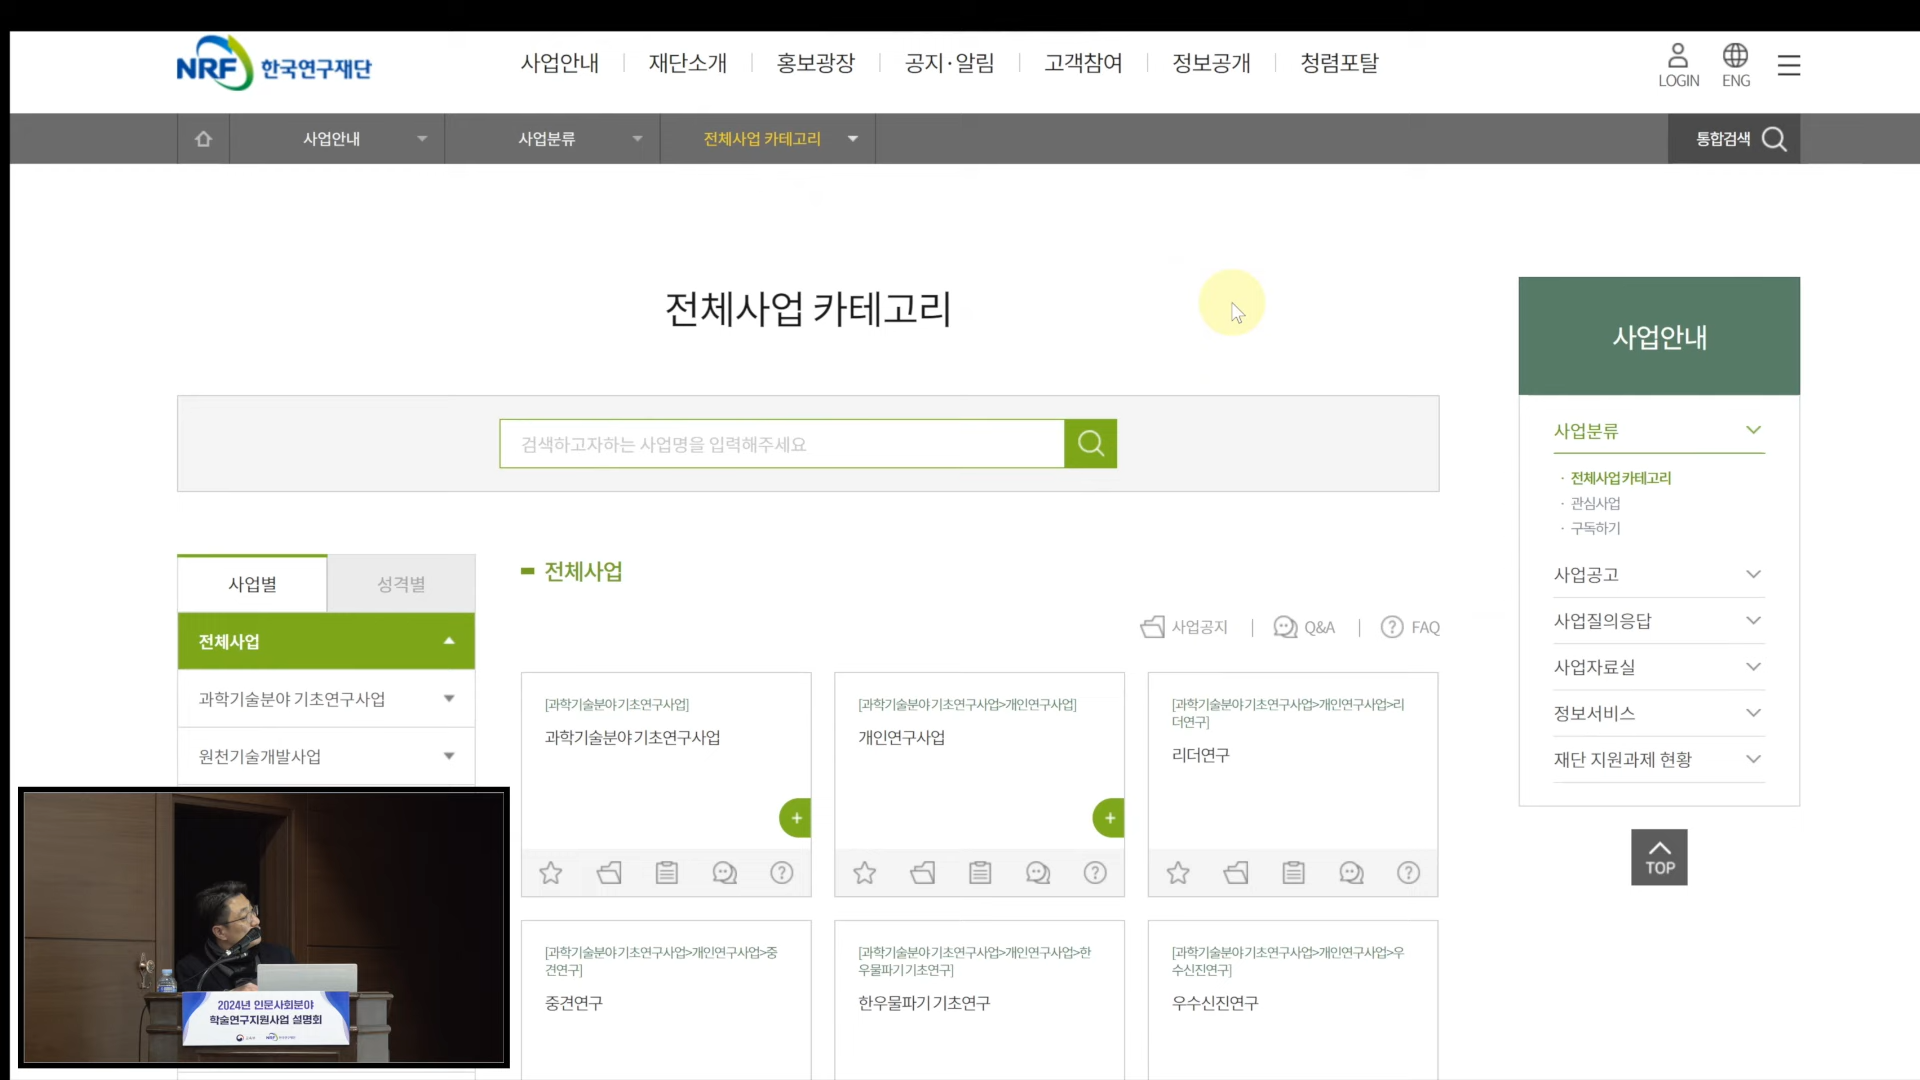 NRF 한국연구재단
사업안내
재단소개
홍보광장
공지·알림
고객참여
정보공개
청렴포탈
LOGIN
ENG
사업안내
사업분류
전체사업 카테고리
통합검색
전체사업 카테고리
검색하고자하는 사업명을 입력해주세요
사업별
성격별
전체사업
과학기술분야 기초연구사업
원천기술개발사업
전체사업
사업공지
Q&A
FAQ
[과학기술분야 기초연구사업]
과학기술분야 기초연구사업
[과학기술분야 기초연구사업>개인연구사업]
개인연구사업
[과학기술분야 기초연구사업>개인연구사업>리
더연구]
리더연구
[과학기술분야 기초연구사업>개인연구사업>중
견연구]
중견연구
[과학기술분야 기초연구사업>개인연구사업>한
우물파기 기초연구]
한우물파기 기초연구
[과학기술분야 기초연구사업>개인연구사업>우
수신진연구]
우수신진연구
사업안내
사업분류
· 전체사업 카테고리
· 관심사업
· 구독하기
사업공고
사업질의응답
사업자료실
정보서비스
재단 지원과제 현황
TOP
2024년 인문사회분야
학술연구지원사업 설명회
NRF